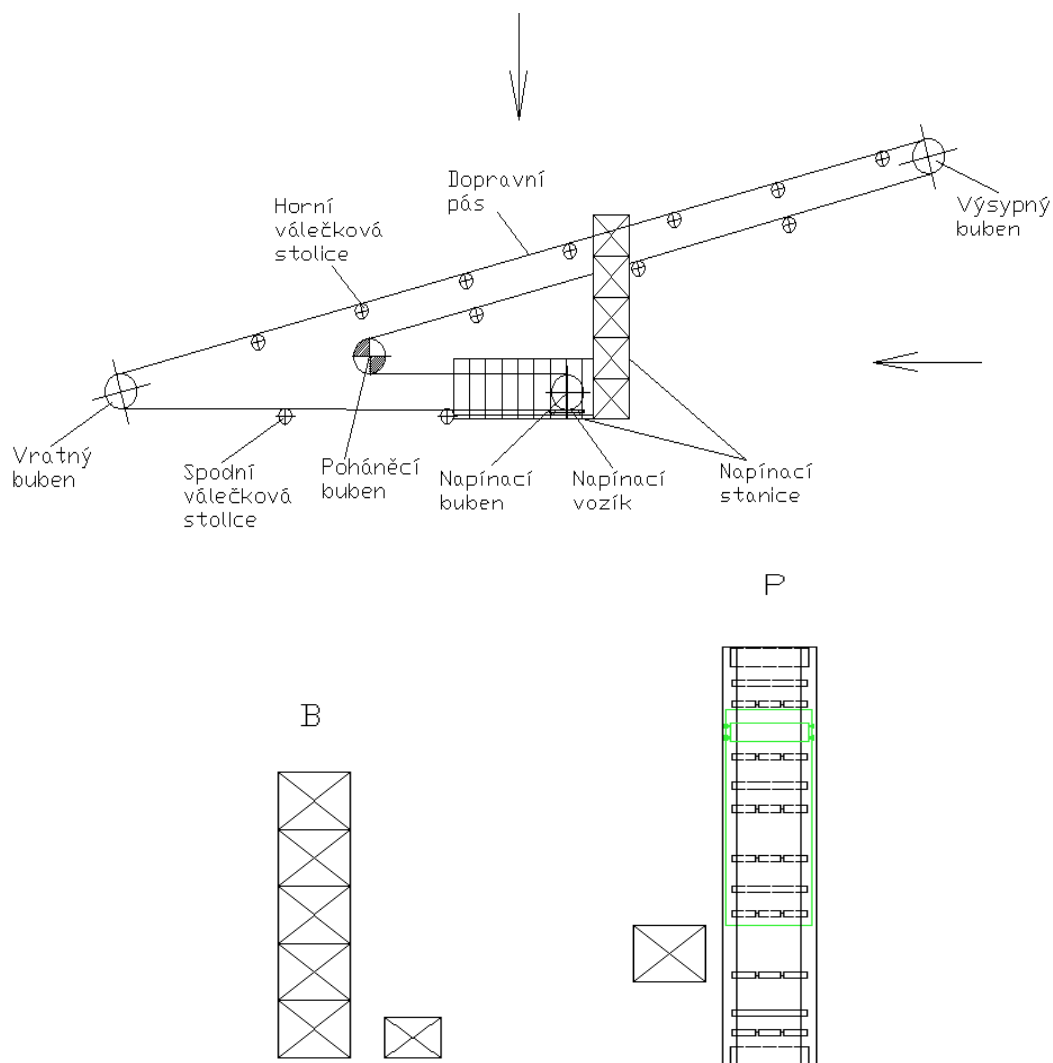 Dopravní
pás
Horní
válečková
stolice
Výsypný
buben
Vratný
buben
Spodní
válečková
stolice
Poháněcí
buben
Napínací
buben
Napínací
vozík
Napínací
stanice
P
B